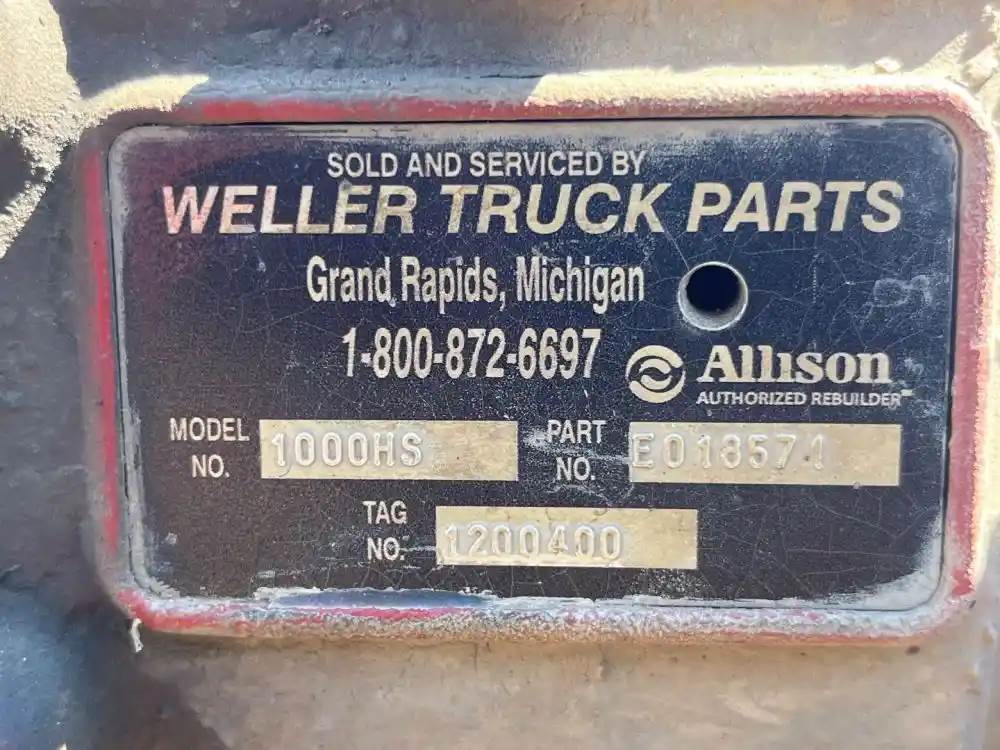 SOLD AND SERVICED BY
WELLER TRUCK PARTS
Grand Rapids, Michigan
1-800-872-6697
Allison
AUTHORIZED REBUILDER
MODEL NO. 1000HS
PART NO. E018571
TAG NO. 1200400